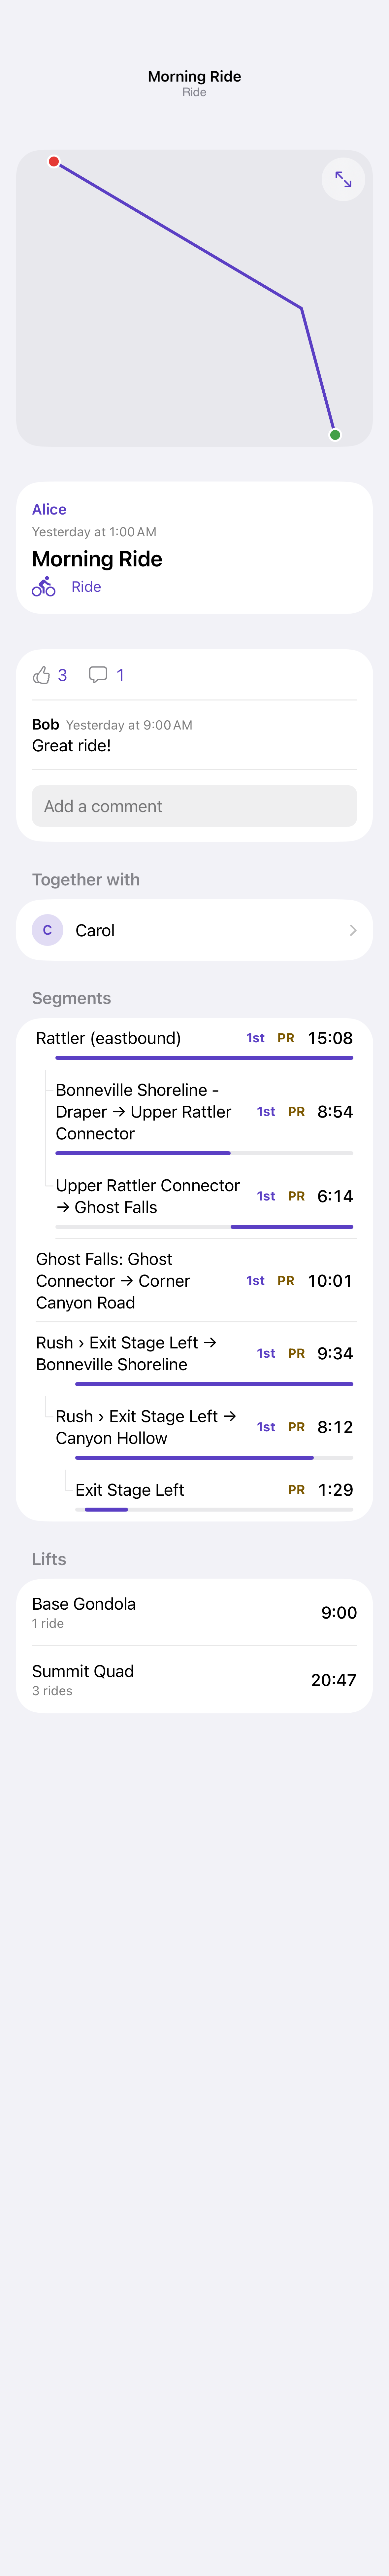 Morning Ride
Ride
Alice
Yesterday at 1:00 AM
Morning Ride
Ride
3
1
Bob Yesterday at 9:00 AM
Great ride!
Add a comment
Together with
C Carol
Segments
Rattler (eastbound) 1st PR 15:08
Bonneville Shoreline -
Draper → Upper Rattler
Connector
1st PR 8:54
Upper Rattler Connector
→ Ghost Falls
1st PR 6:14
Ghost Falls: Ghost
Connector → Corner
Canyon Road
1st PR 10:01
Rush › Exit Stage Left →
Bonneville Shoreline
1st PR 9:34
Rush › Exit Stage Left →
Canyon Hollow
1st PR 8:12
Exit Stage Left PR 1:29
Lifts
Base Gondola
1 ride
9:00
Summit Quad
3 rides
20:47